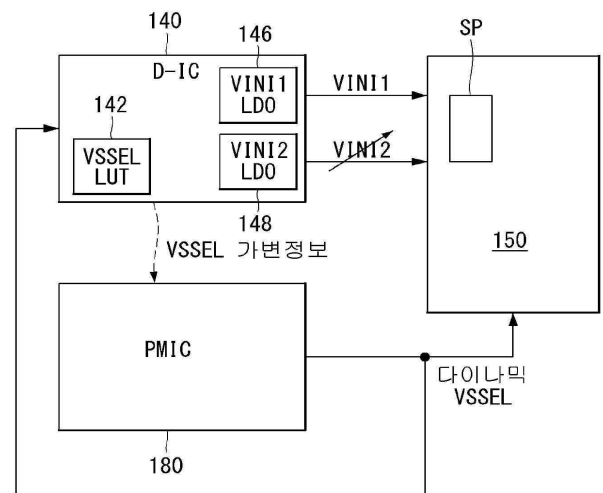 140
146
SP
D-IC
VINI1
LDO
VINI1
142
VSSEL
LUT
VINI2
LDO
VINI2
148
150
VSSEL 가변정보
PMIC
다이나믹
VSSEL
180